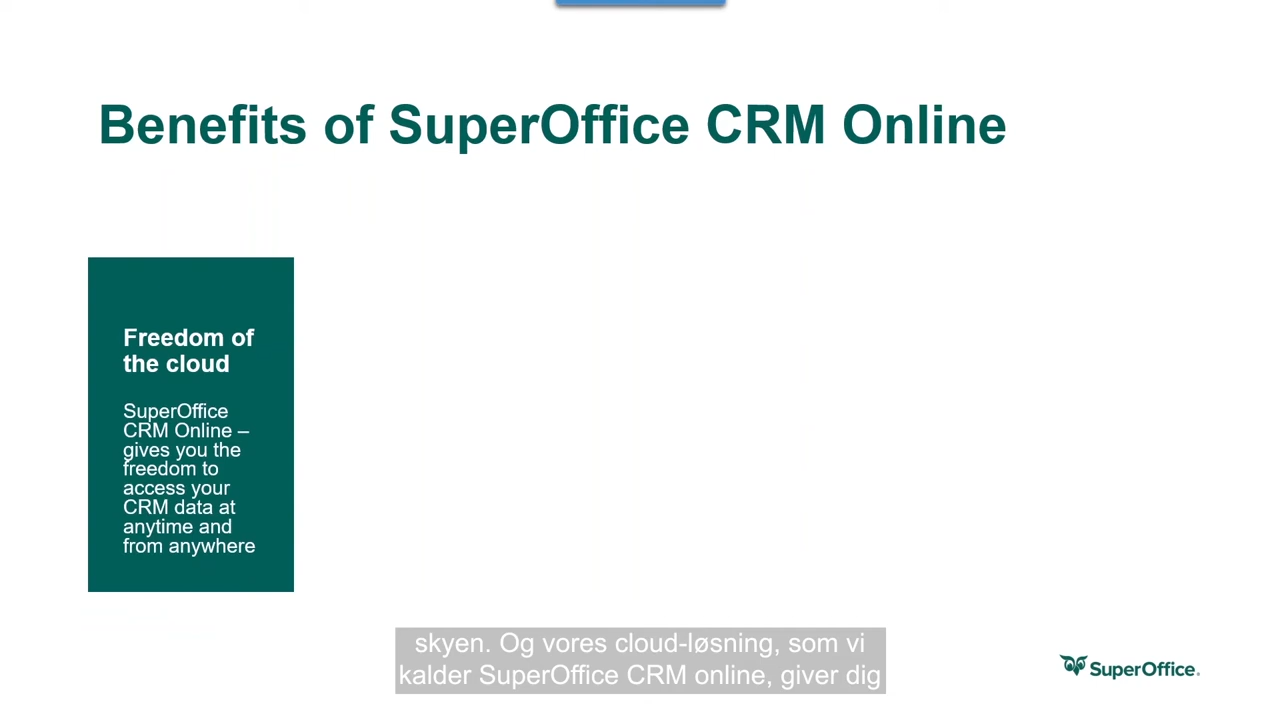 Benefits of SuperOffice CRM Online
Freedom of
the cloud
SuperOffice
CRM Online –
gives you the
freedom to
access your
CRM data at
anytime and
from anywhere
skyen. Og vores cloud-løsning, som vi
kalder SuperOffice CRM online, giver dig
SuperOffice.